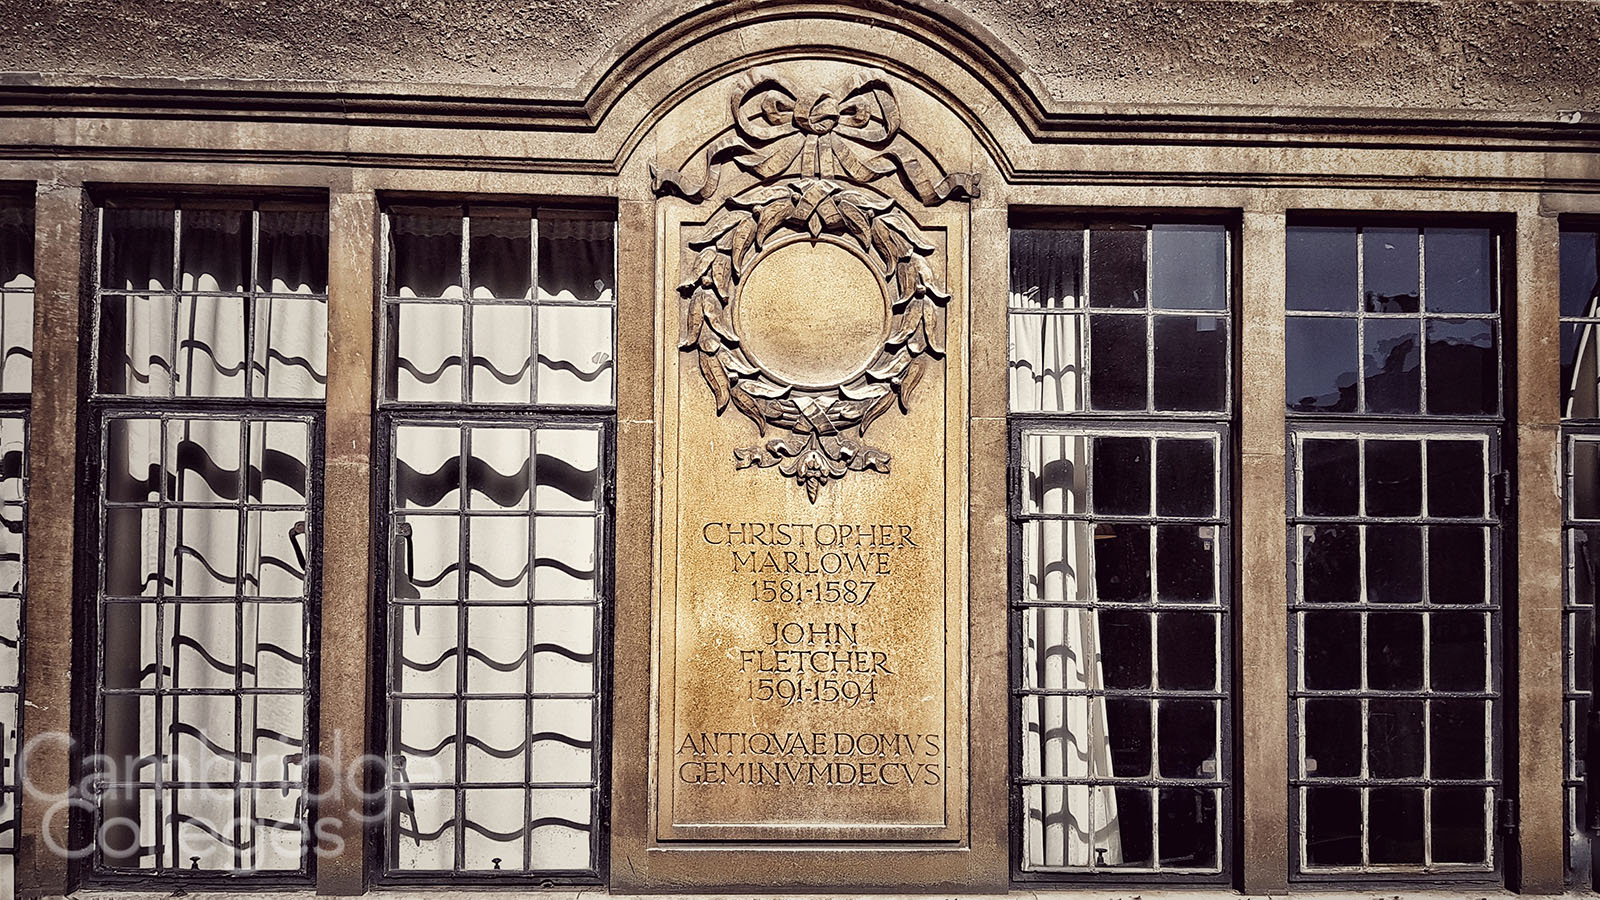 CHRISTOPHER
MARLOWE
1581-1587
JOHN
FLETCHER
1591-1594
ANTIQVAE DOMVS
GEMINVM DECVS
Cambridge
Colleges